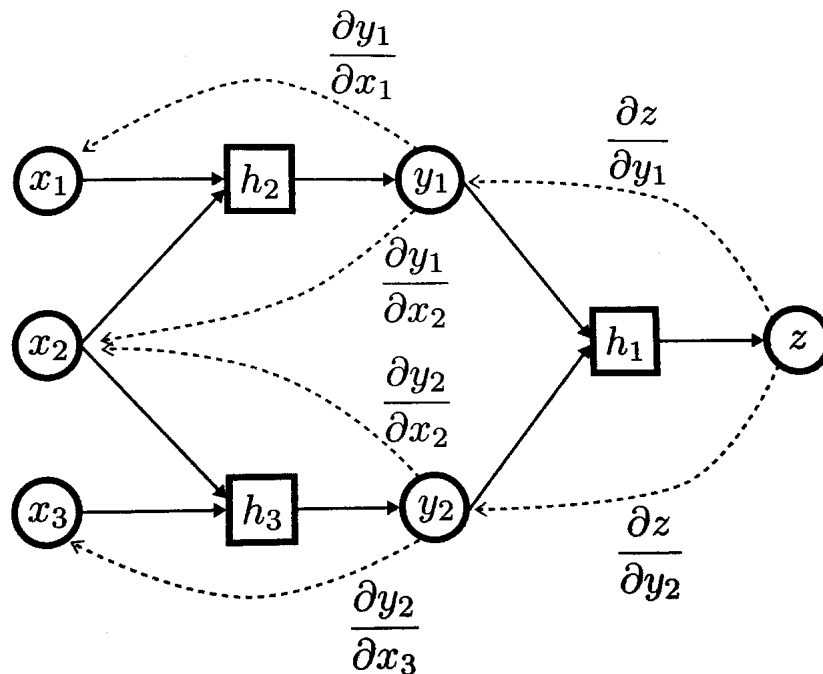 ∂y₁
∂x₁
∂z
∂y₁
x₁
h₂
y₁
∂y₁
∂x₂
x₂
h₁
z
∂y₂
∂x₂
x₃
h₃
y₂
∂z
∂y₂
∂y₂
∂x₃